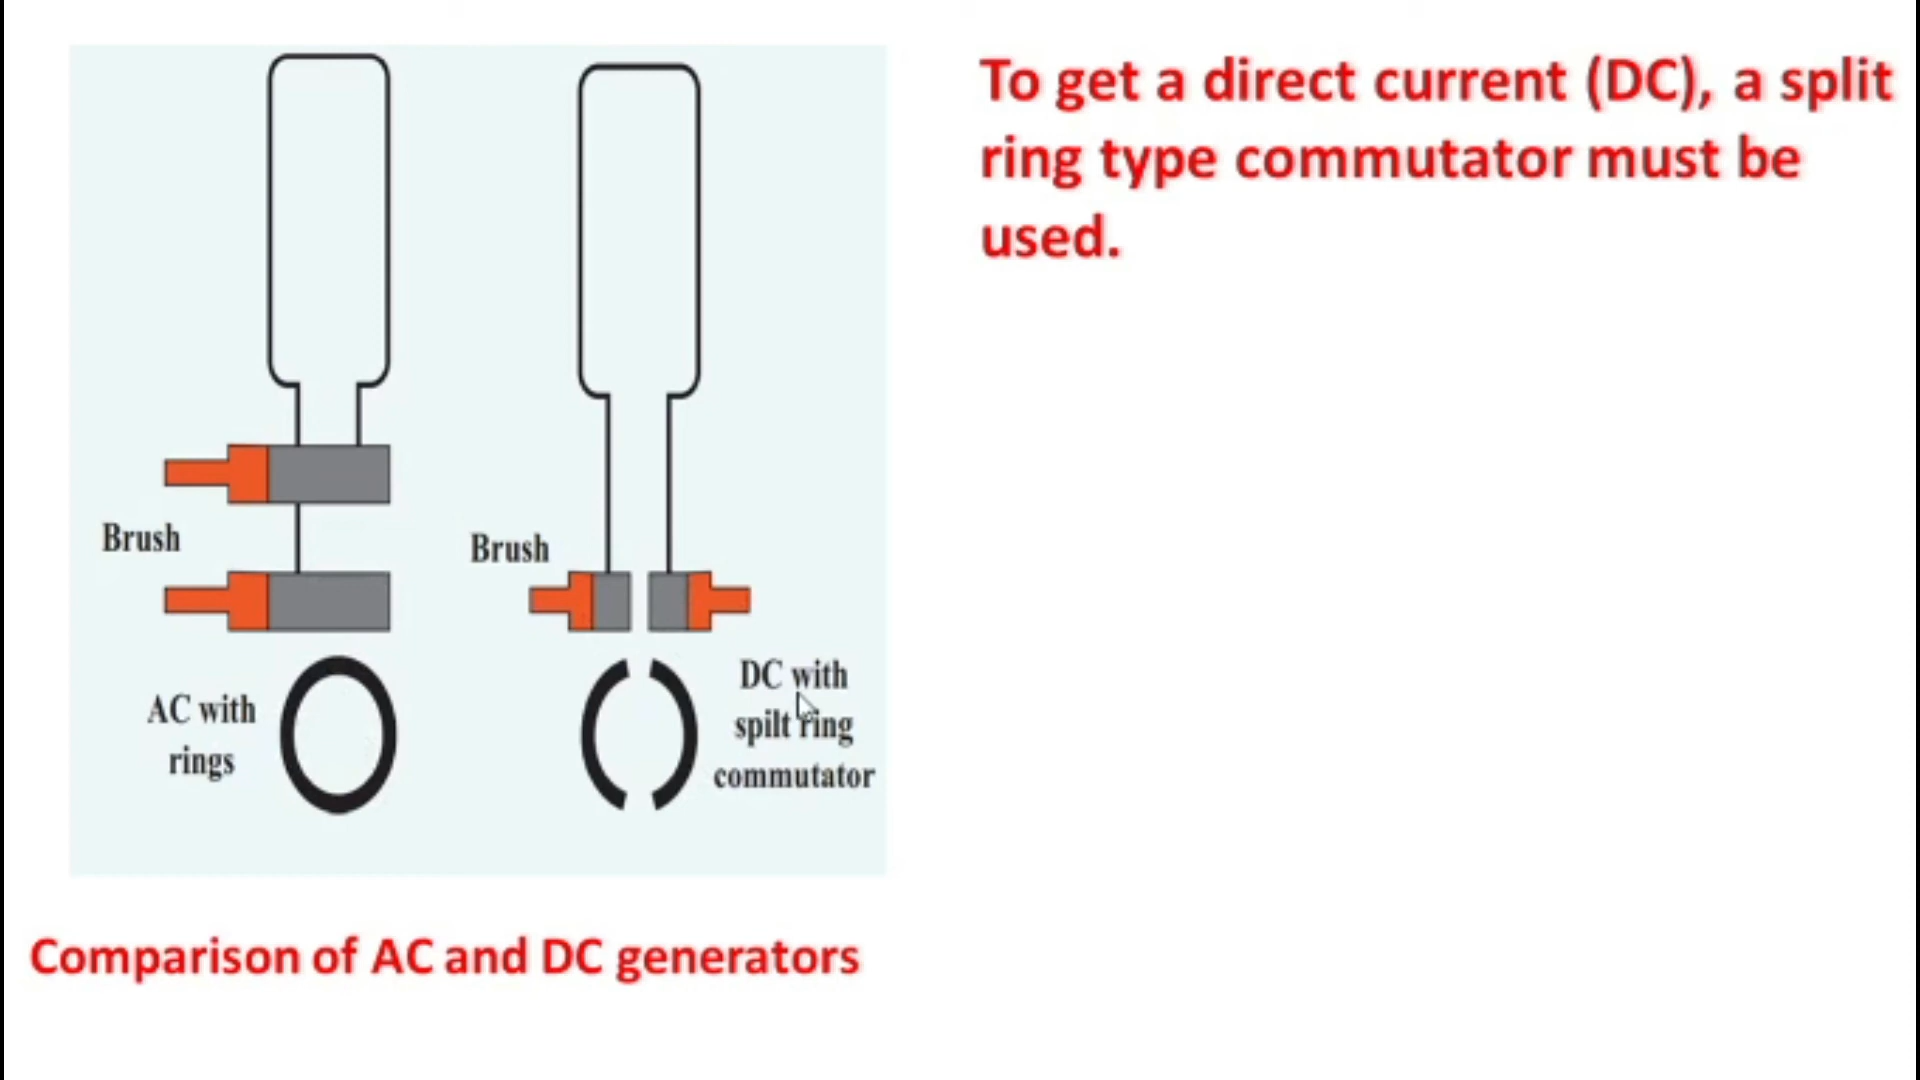 To get a direct current (DC), a split
ring type commutator must be
used.
Brush
Brush
AC with
rings
DC with
spilt ring
commutator
Comparison of AC and DC generators